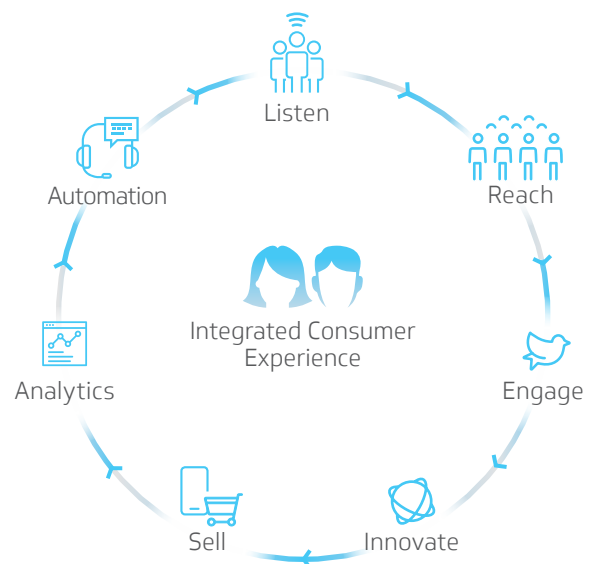 Listen
Reach
Automation
Integrated Consumer
Experience
Analytics
Engage
Sell
Innovate